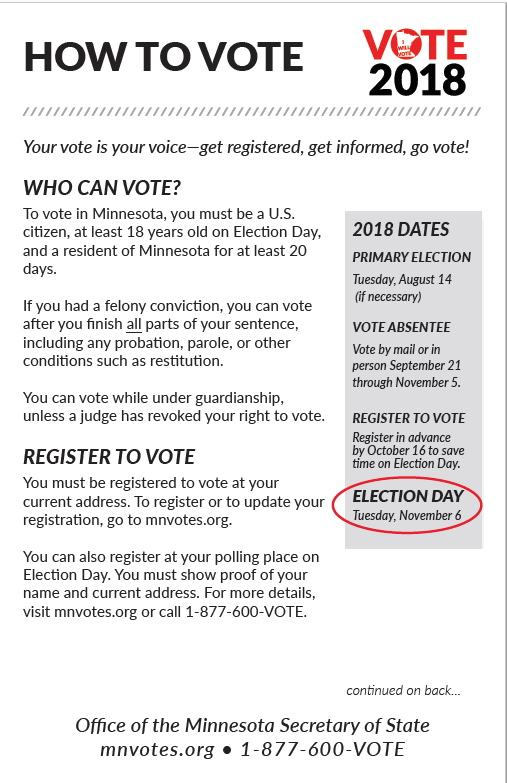 HOW TO VOTE
VOTE
I
WILL
VOTE
2018
Your vote is your voice—get registered, get informed, go vote!
WHO CAN VOTE?
To vote in Minnesota, you must be a U.S.
citizen, at least 18 years old on Election Day,
and a resident of Minnesota for at least 20
days.
If you had a felony conviction, you can vote
after you finish all parts of your sentence,
including any probation, parole, or other
conditions such as restitution.
You can vote while under guardianship,
unless a judge has revoked your right to vote.
REGISTER TO VOTE
You must be registered to vote at your
current address. To register or to update your
registration, go to mnvotes.org.
You can also register at your polling place on
Election Day. You must show proof of your
name and current address. For more details,
visit mnvotes.org or call 1-877-600-VOTE.
2018 DATES
PRIMARY ELECTION
Tuesday, August 14
(if necessary)
VOTE ABSENTEE
Vote by mail or in
person September 21
through November 5.
REGISTER TO VOTE
Register in advance
by October 16 to save
time on Election Day.
ELECTION DAY
Tuesday, November 6
continued on back...
Office of the Minnesota Secretary of State
mnvotes.org • 1-877-600-VOTE